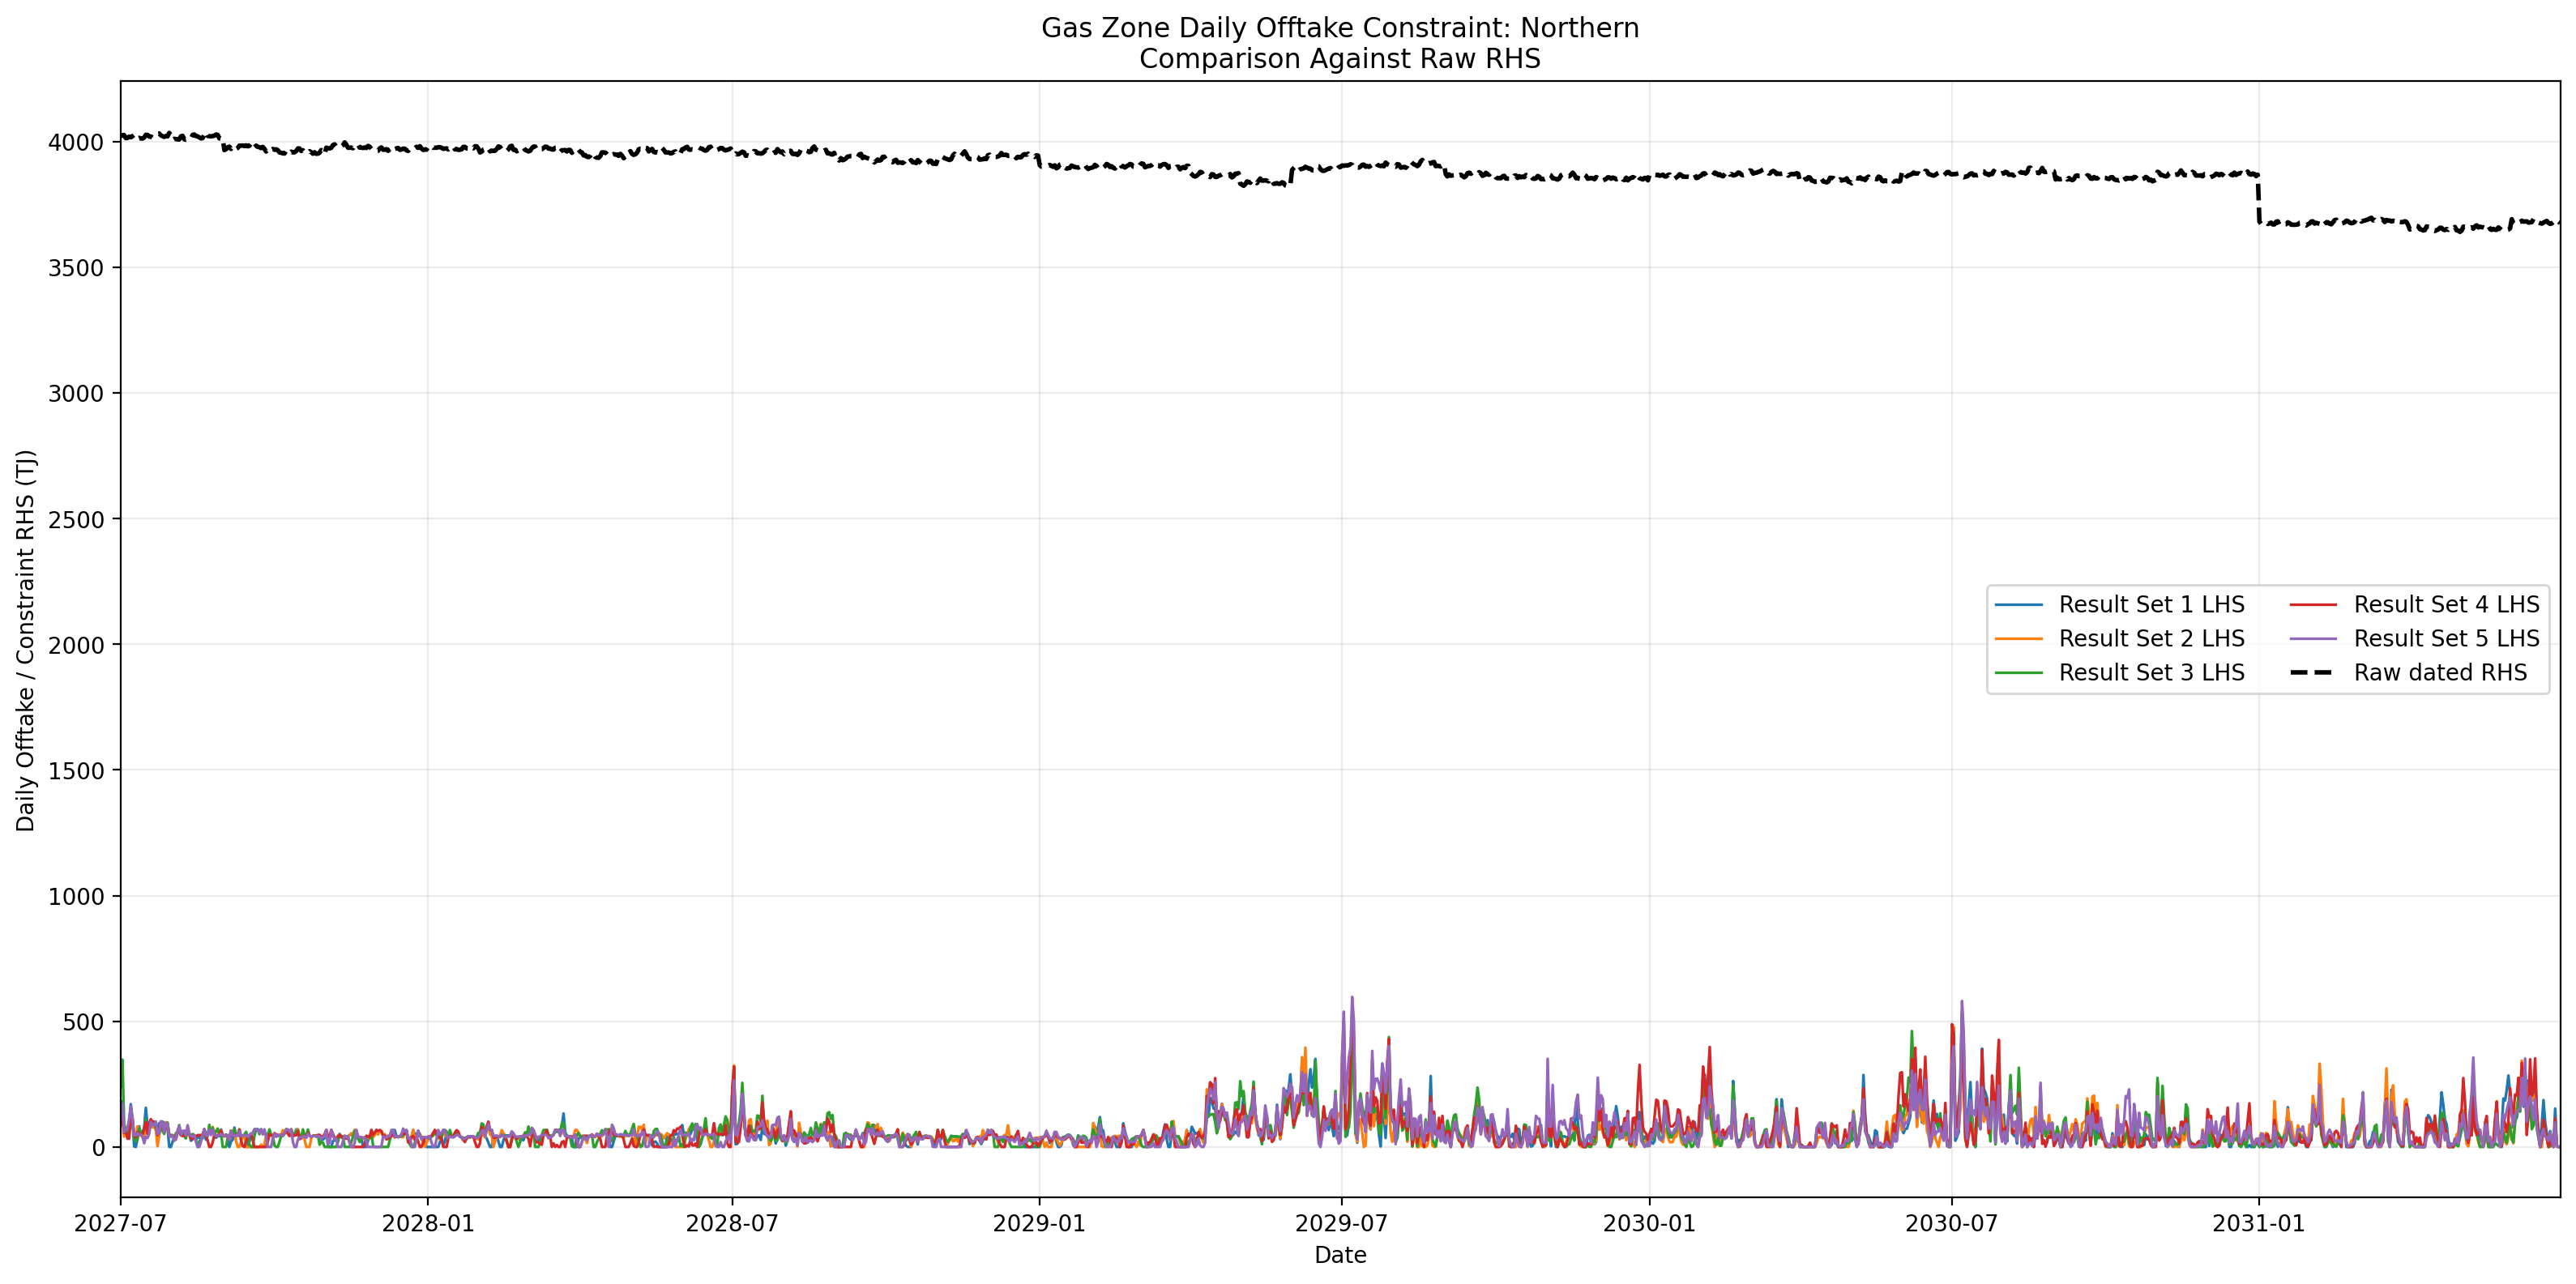 Gas Zone Daily Offtake Constraint: Northern
Comparison Against Raw RHS
Daily Offtake / Constraint RHS (TJ)
4000
3500
3000
2500
2000
1500
1000
500
0
Result Set 1 LHS
Result Set 2 LHS
Result Set 3 LHS
Result Set 4 LHS
Result Set 5 LHS
Raw dated RHS
2027-07
2028-01
2028-07
2029-01
2029-07
2030-01
2030-07
2031-01
Date